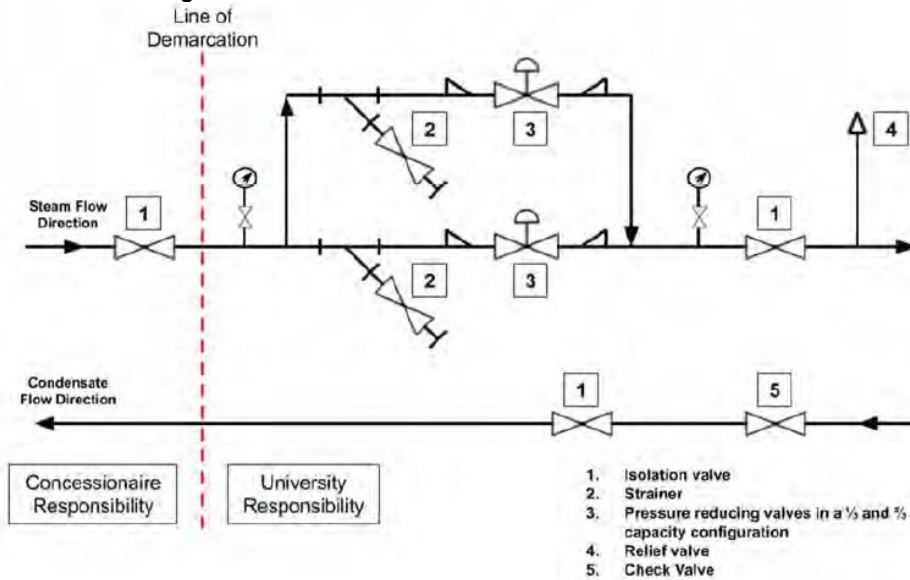 Line of
Demarcation
2
3
4
Steam Flow
Direction
1
1
2
3
Condensate
Flow Direction
1
5
Concessionaire
Responsibility
University
Responsibility
1. Isolation valve
2. Strainer
3. Pressure reducing valves in a ⅓ and ⅔
capacity configuration
4. Relief valve
5. Check Valve